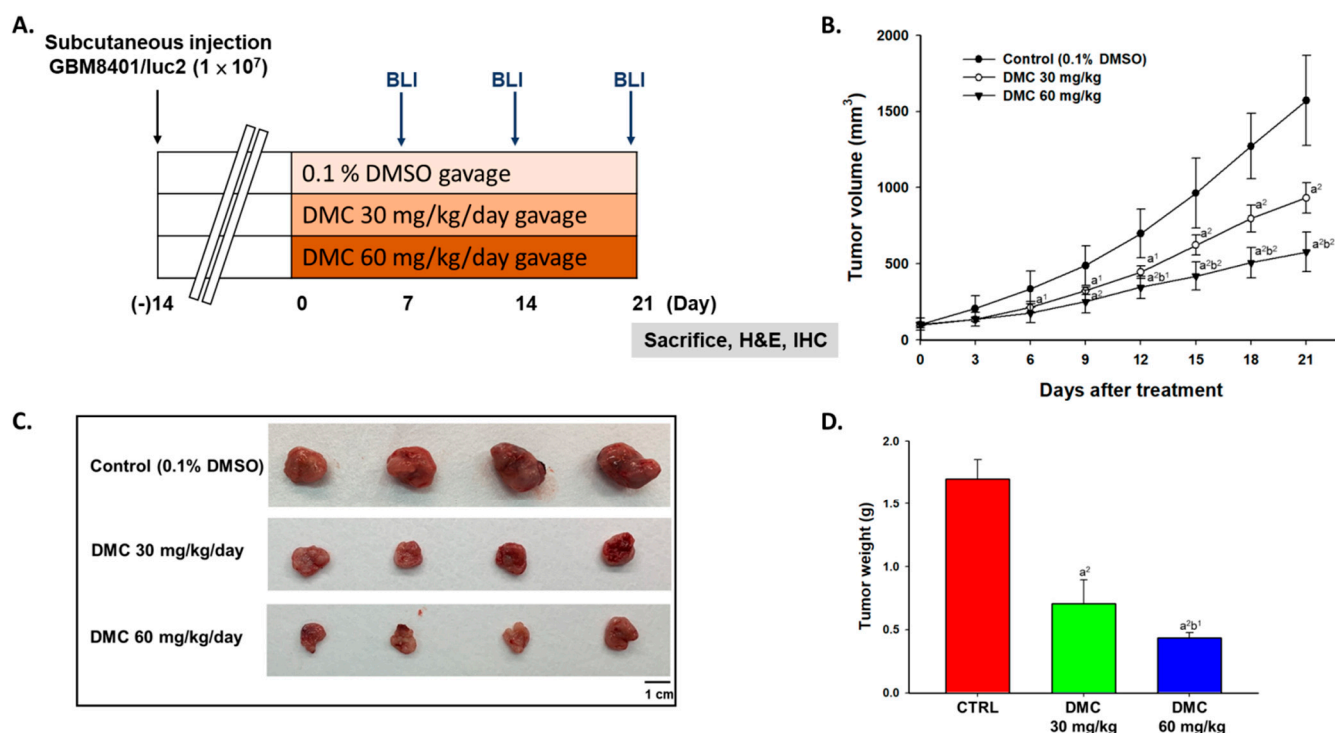 A.
Subcutaneous injection
GBM8401/luc2 (1 × 10⁷)
BLI BLI BLI
0.1 % DMSO gavage
DMC 30 mg/kg/day gavage
DMC 60 mg/kg/day gavage
(-)14 0 7 14 21 (Day)
Sacrifice, H&E, IHC
B.
Control (0.1% DMSO)
DMC 30 mg/kg
DMC 60 mg/kg
Tumor volume (mm³)
2000
1500
1000
500
0
a¹ a¹ a¹ a² a² a²
a² a²b¹ a²b² a²b² a²b²
0 3 6 9 12 15 18 21
Days after treatment
C.
Control (0.1% DMSO)
DMC 30 mg/kg/day
DMC 60 mg/kg/day
1 cm
D.
Tumor weight (g)
2.0
1.5
1.0
0.5
0.0
a²
a²b¹
CTRL DMC DMC
30 mg/kg 60 mg/kg